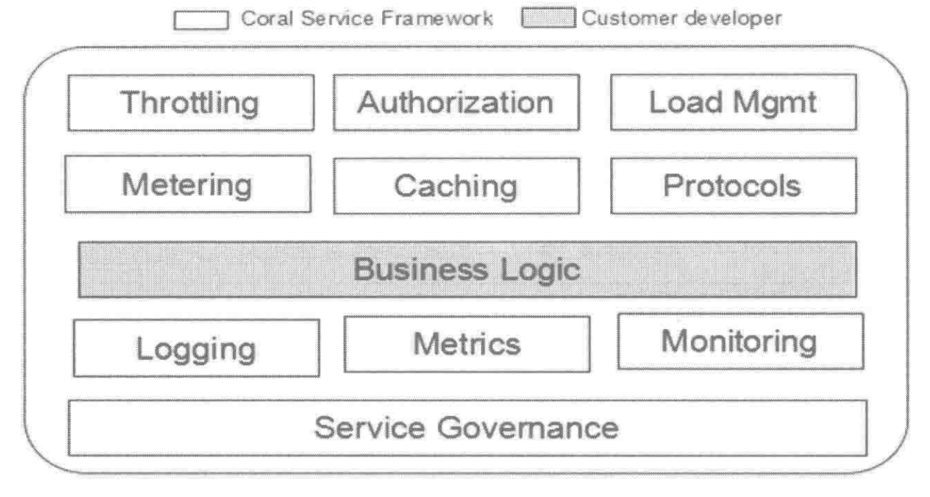 Coral Service Framework Customer developer
Throttling Authorization Load Mgmt
Metering Caching Protocols
Business Logic
Logging Metrics Monitoring
Service Governance